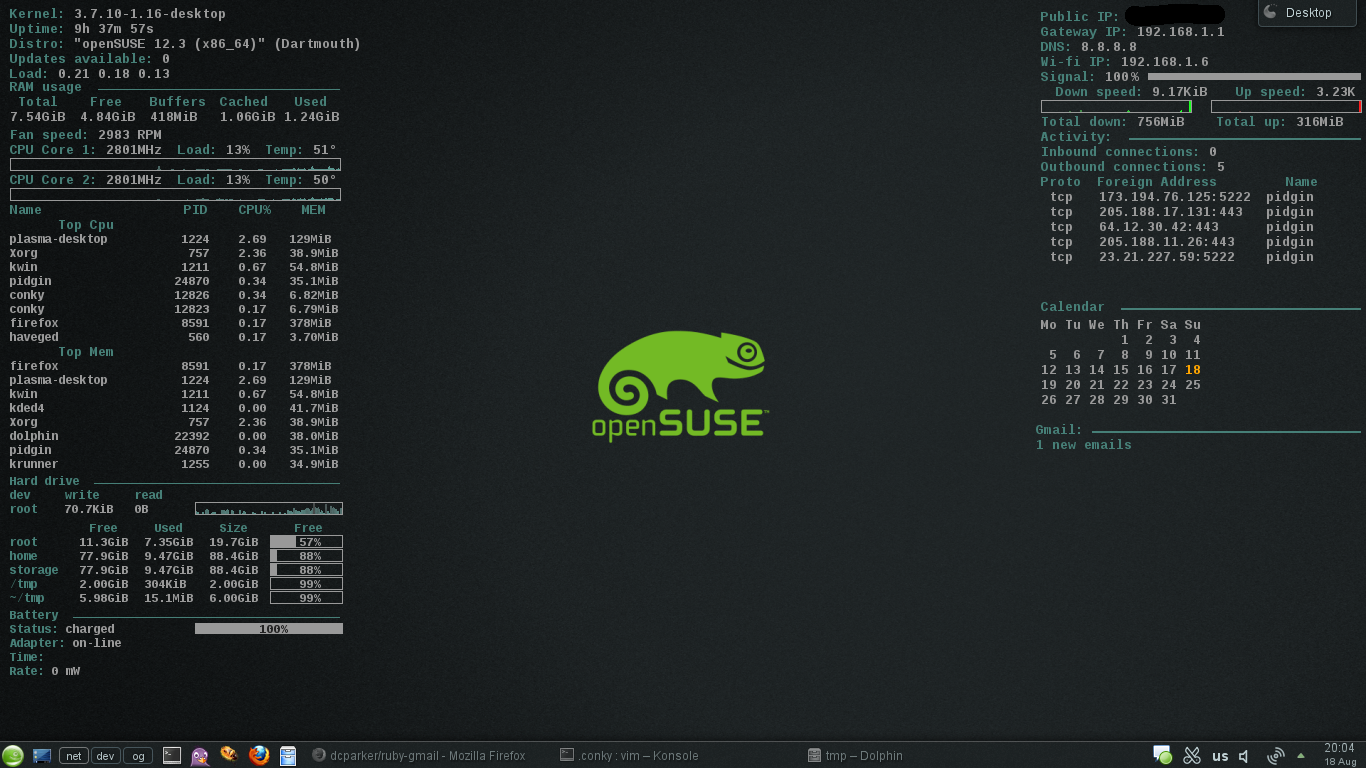 Kernel: 3.7.10-1.16-desktop
Uptime: 9h 37m 57s
Distro: "openSUSE 12.3 (x86_64)" (Dartmouth)
Updates available: 0
Load: 0.21 0.18 0.13
RAM usage
Total Free Buffers Cached Used
7.54GiB 4.84GiB 418MiB 1.06GiB 1.24GiB
Fan speed: 2983 RPM
CPU Core 1: 2801MHz Load: 13% Temp: 51°
CPU Core 2: 2801MHz Load: 13% Temp: 50°
Name PID CPU% MEM
Top Cpu
plasma-desktop 1224 2.69 129MiB
Xorg 757 2.36 38.9MiB
kwin 1211 0.67 54.8MiB
pidgin 24870 0.34 35.1MiB
conky 12826 0.34 6.82MiB
conky 12823 0.17 6.79MiB
firefox 8591 0.17 378MiB
haveged 560 0.17 3.70MiB
Top Mem
firefox 8591 0.17 378MiB
plasma-desktop 1224 2.69 129MiB
kwin 1211 0.67 54.8MiB
kded4 1124 0.00 41.7MiB
Xorg 757 2.36 38.9MiB
dolphin 22392 0.00 38.0MiB
pidgin 24870 0.34 35.1MiB
krunner 1255 0.00 34.9MiB
Hard drive
dev write read
root 70.7KiB 0B
Free Used Size Free
root 11.3GiB 7.35GiB 19.7GiB 57%
home 77.9GiB 9.47GiB 88.4GiB 88%
storage 77.9GiB 9.47GiB 88.4GiB 88%
/tmp 2.00GiB 304KiB 2.00GiB 99%
~/tmp 5.98GiB 15.1MiB 6.00GiB 99%
Battery
Status: charged 100%
Adapter: on-line
Time:
Rate: 0 mW
openSUSE™
Desktop
Public IP:
Gateway IP: 192.168.1.1
DNS: 8.8.8.8
Wi-fi IP: 192.168.1.6
Signal: 100%
Down speed: 9.17KiB Up speed: 3.23K
Total down: 756MiB Total up: 316MiB
Activity:
Inbound connections: 0
Outbound connections: 5
Proto Foreign Address Name
tcp 173.194.76.125:5222 pidgin
tcp 205.188.17.131:443 pidgin
tcp 64.12.30.42:443 pidgin
tcp 205.188.11.26:443 pidgin
tcp 23.21.227.59:5222 pidgin
Calendar
Mo Tu We Th Fr Sa Su
1 2 3 4
5 6 7 8 9 10 11
12 13 14 15 16 17 18
19 20 21 22 23 24 25
26 27 28 29 30 31
Gmail:
1 new emails
net dev og dcparker/ruby-gmail - Mozilla Firefox .conky : vim – Konsole tmp – Dolphin us 20:04
18 Aug